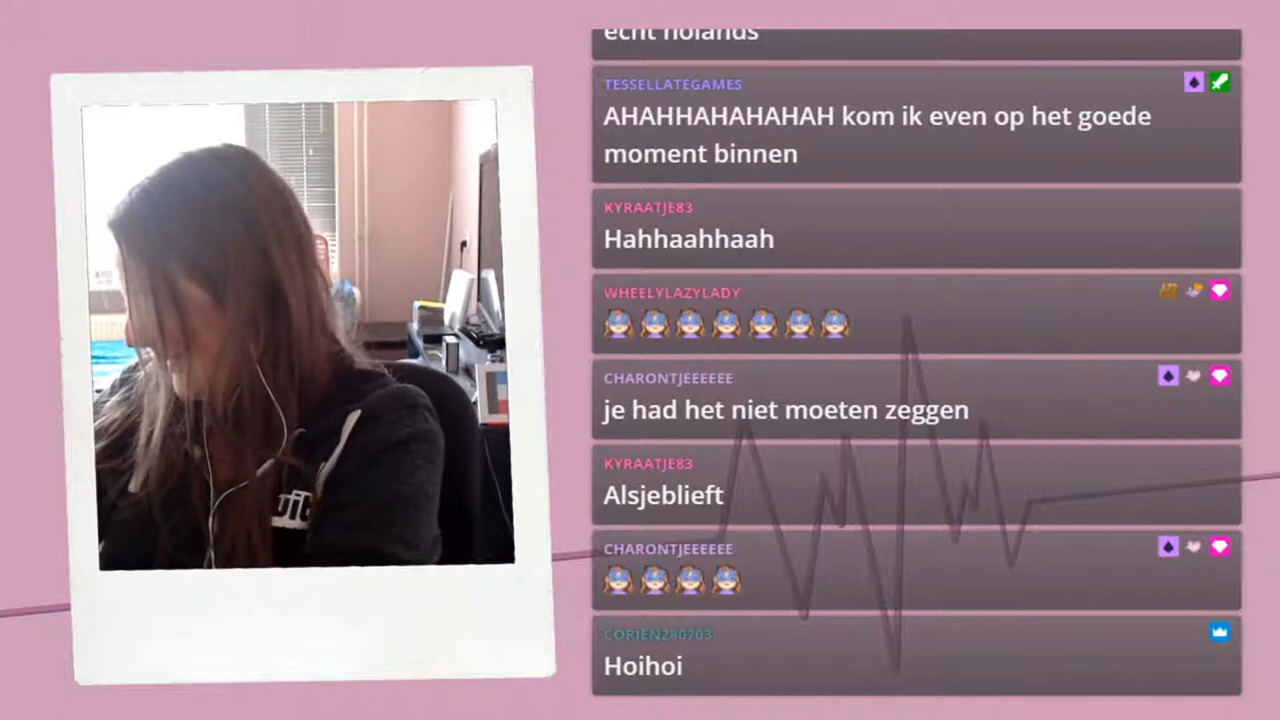 echt holands
TESSELLATEGAMES
AHAHHAHAHAHAH kom ik even op het goede
moment binnen
KYRAATJE83
Hahhaahhaah
WHEELYLAZYLADY
CHARONTJEEEEEE
je had het niet moeten zeggen
KYRAATJE83
Alsjeblieft
CHARONTJEEEEEE
CORIEN280703
Hoihoi